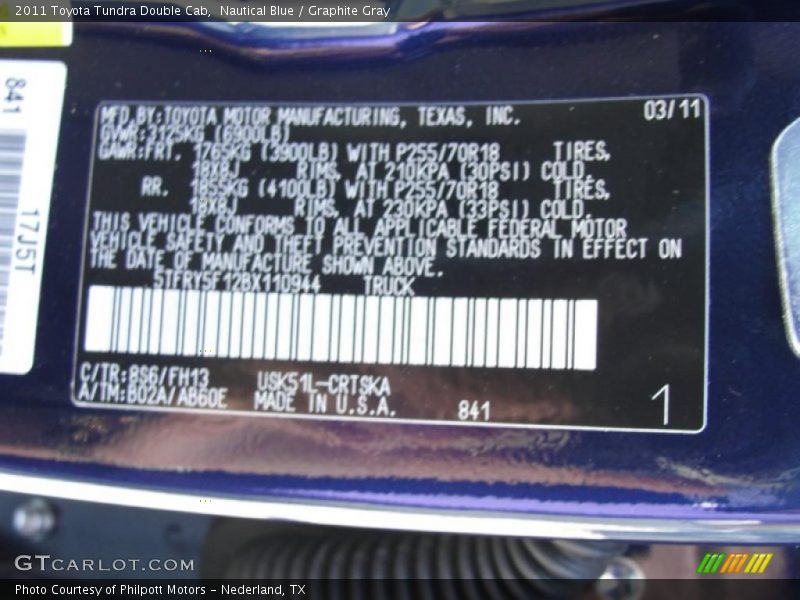 2011 Toyota Tundra Double Cab, Nautical Blue / Graphite Gray
841
17J5T
MFD.BY:TOYOTA MOTOR MANUFACTURING, TEXAS, INC. 03/11
GVWR:3125KG (6900LB)
GAWR:FRT. 1765KG (3900LB) WITH P255/70R18 TIRES,
18X8J RIMS, AT 210KPA (30PSI) COLD.
RR. 1855KG (4100LB) WITH P255/70R18 TIRES,
18X8J RIMS, AT 230KPA (33PSI) COLD.
THIS VEHICLE CONFORMS TO ALL APPLICABLE FEDERAL MOTOR
VEHICLE SAFETY AND THEFT PREVENTION STANDARDS IN EFFECT ON
THE DATE OF MANUFACTURE SHOWN ABOVE.
5TFRY5F12BX110944 TRUCK
C/TR:8S6/FH13 USK51L-CRTSKA
A/TM:B02A/AB60E MADE IN U.S.A. 841
1
GTCARLOT.COM
Photo Courtesy of Philpott Motors - Nederland, TX